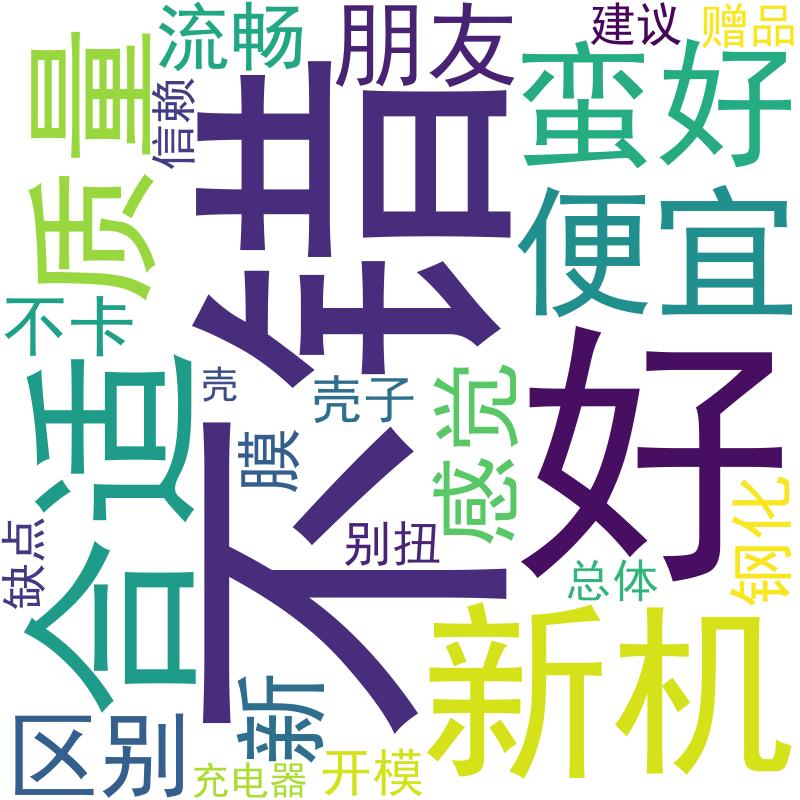 流畅
朋友
建议
赠品
质量
信赖
不错
蛮好
便宜
不卡
合适
壳
壳子
感觉
好
膜
别扭
缺点
钢化
总体
新机
区别
新
充电器
开模